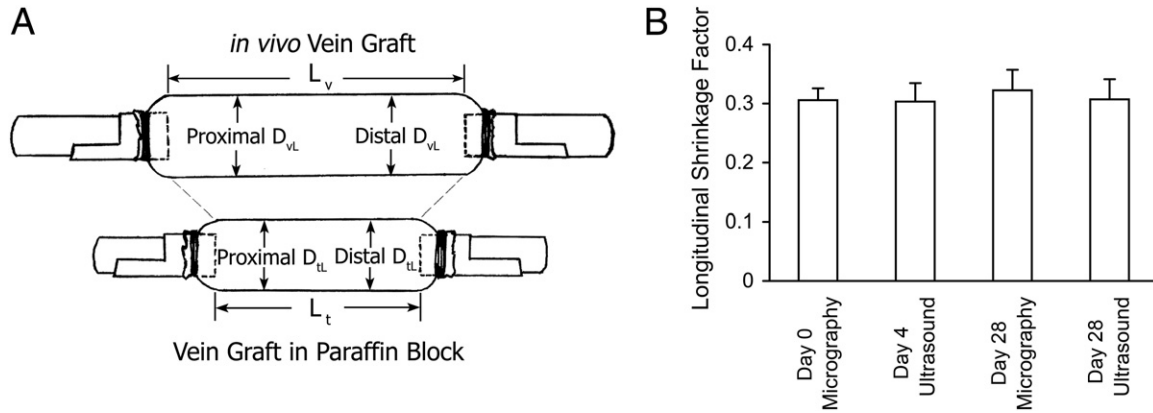 A
in vivo Vein Graft
Lv
Proximal DvL
Distal DvL
Proximal DtL
Distal DtL
Lt
Vein Graft in Paraffin Block
B
Longitudinal Shrinkage Factor
0.4
0.3
0.2
0.1
0
Day 0
Micrography
Day 4
Ultrasound
Day 28
Micrography
Day 28
Ultrasound